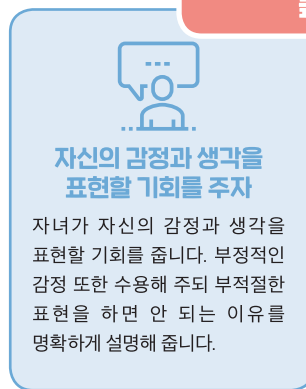 자신의 감정과 생각을
표현할 기회를 주자
자녀가 자신의 감정과 생각을
표현할 기회를 줍니다. 부정적인
감정 또한 수용해 주되 부적절한
표현을 하면 안 되는 이유를
명확하게 설명해 줍니다.